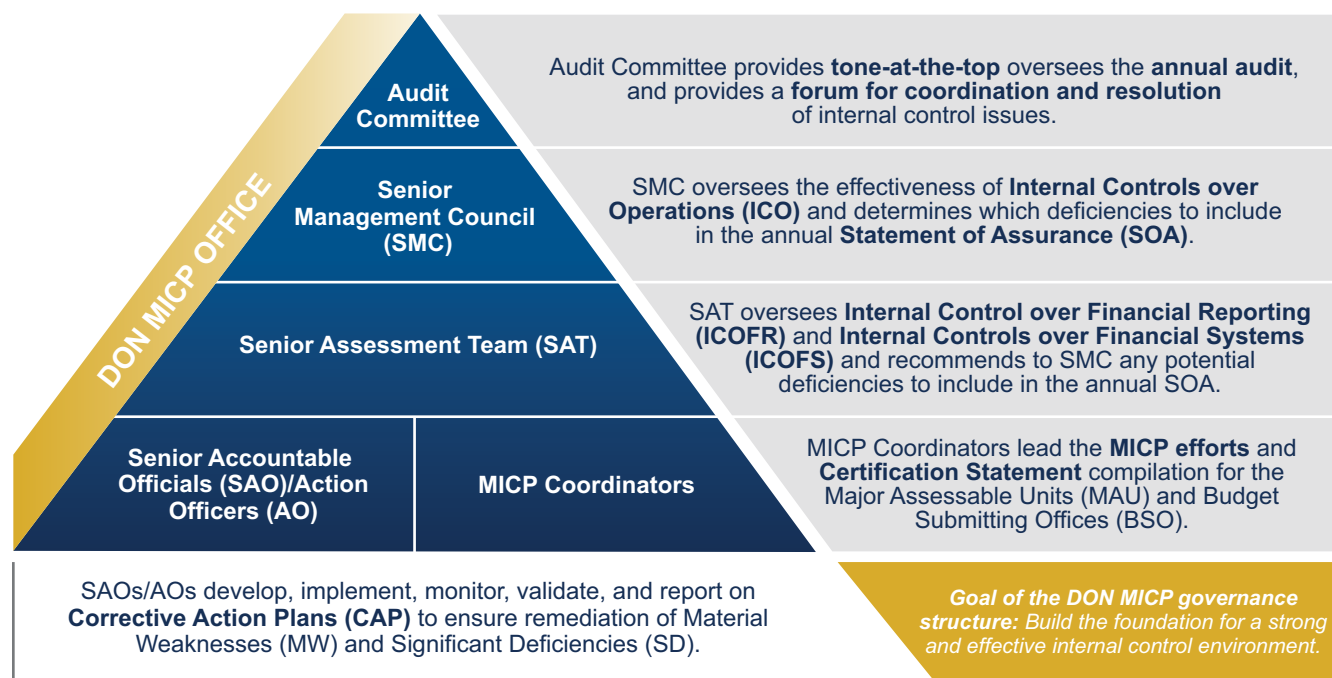 DON MICP OFFICE
Audit
Committee
Audit Committee provides tone-at-the-top oversees the annual audit,
and provides a forum for coordination and resolution
of internal control issues.
Senior
Management Council
(SMC)
SMC oversees the effectiveness of Internal Controls over
Operations (ICO) and determines which deficiencies to include
in the annual Statement of Assurance (SOA).
Senior Assessment Team (SAT)
SAT oversees Internal Control over Financial Reporting
(ICOFR) and Internal Controls over Financial Systems
(ICOFS) and recommends to SMC any potential
deficiencies to include in the annual SOA.
Senior Accountable
Officials (SAO)/Action
Officers (AO)
MICP Coordinators
MICP Coordinators lead the MICP efforts and
Certification Statement compilation for the
Major Assessable Units (MAU) and Budget
Submitting Offices (BSO).
SAOs/AOs develop, implement, monitor, validate, and report on
Corrective Action Plans (CAP) to ensure remediation of Material
Weaknesses (MW) and Significant Deficiencies (SD).
Goal of the DON MICP governance
structure: Build the foundation for a strong
and effective internal control environment.